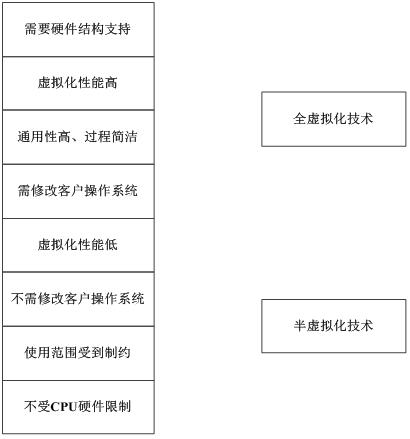 需要硬件结构支持
虚拟化性能高
全虚拟化技术
通用性高、过程简洁
需修改客户操作系统
虚拟化性能低
不需修改客户操作系统
半虚拟化技术
使用范围受到制约
不受CPU硬件限制